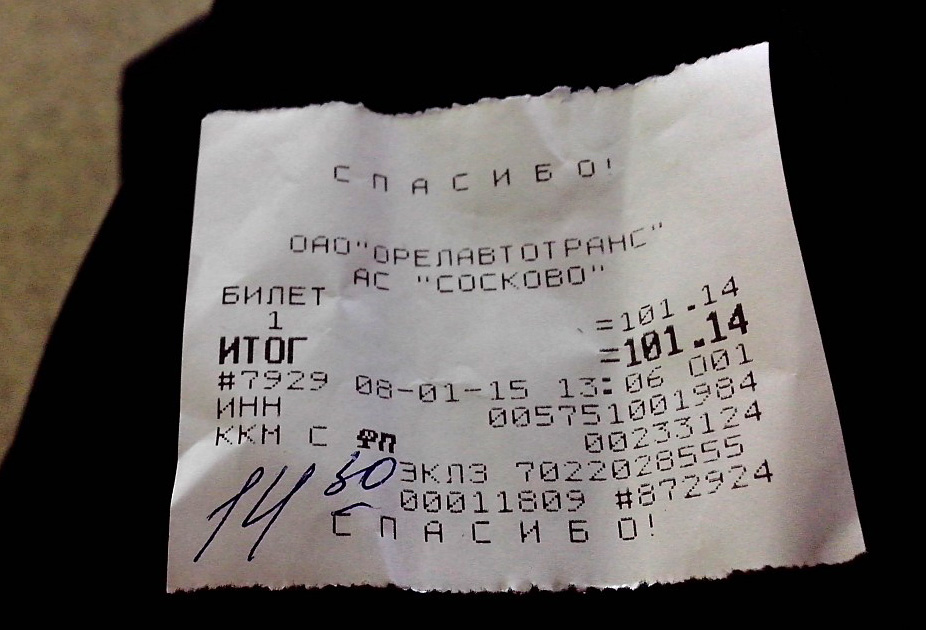 СПАСИБО!
ОАО"ОРЕЛАВТОТРАНС"
АС "СОСКОВО"
БИЛЕТ
1 =101.14
ИТОГ =101.14
#7929 08-01-15 13:06 001
ИНН 005751001984
ККМ С ФП 00233124
ЭКЛЗ 7022028555
00011809 #872924
СПАСИБО!
14 30